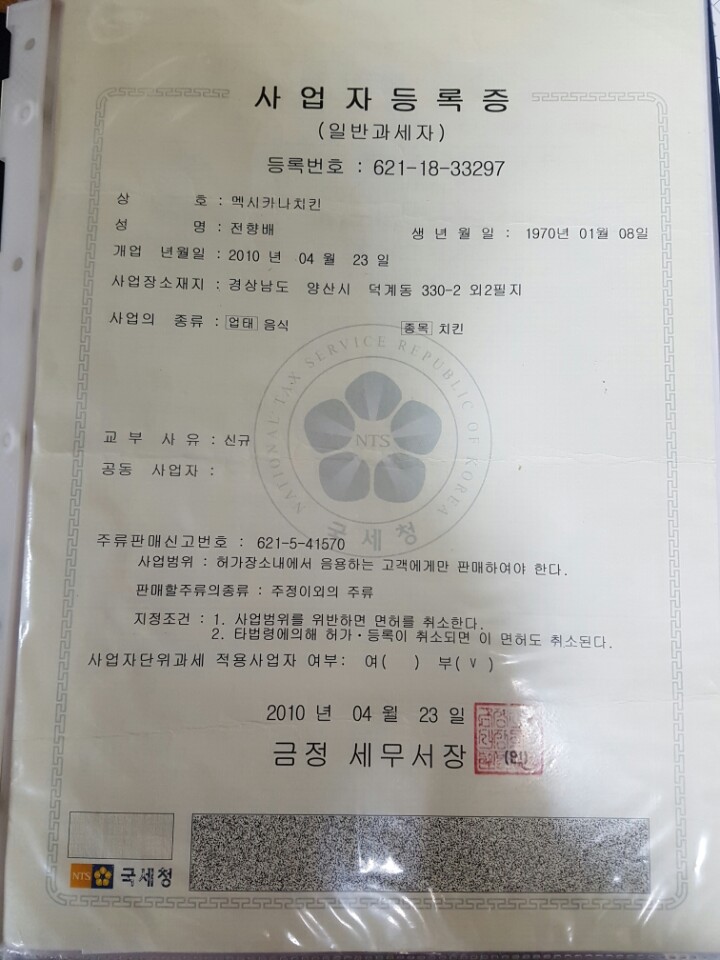 사업자등록증
(일반과세자)
등록번호 : 621-18-33297
상 호 : 멕시카나치킨
성 명 : 전향배 생년월일 : 1970년 01월 08일
개업 년월일 : 2010 년 04 월 23 일
사업장소재지 : 경상남도 양산시 덕계동 330-2 외2필지
사업의 종류 : 업태 음식 종목 치킨
NATIONAL TAX SERVICE REPUBLIC OF KOREA
NTS
국세청
교 부 사 유 : 신규
공동 사업자 :
주류판매신고번호 : 621-5-41570
사업범위 : 허가장소내에서 음용하는 고객에게만 판매하여야 한다.
판매할주류의종류 : 주정이외의 주류
지정조건 : 1. 사업범위를 위반하면 면허를 취소한다.
2. 타법령에의해 허가·등록이 취소되면 이 면허도 취소된다.
사업자단위과세 적용사업자 여부: 여( ) 부( V )
2010 년 04 월 23 일
금정 세무서장
(인)
NTS 국세청